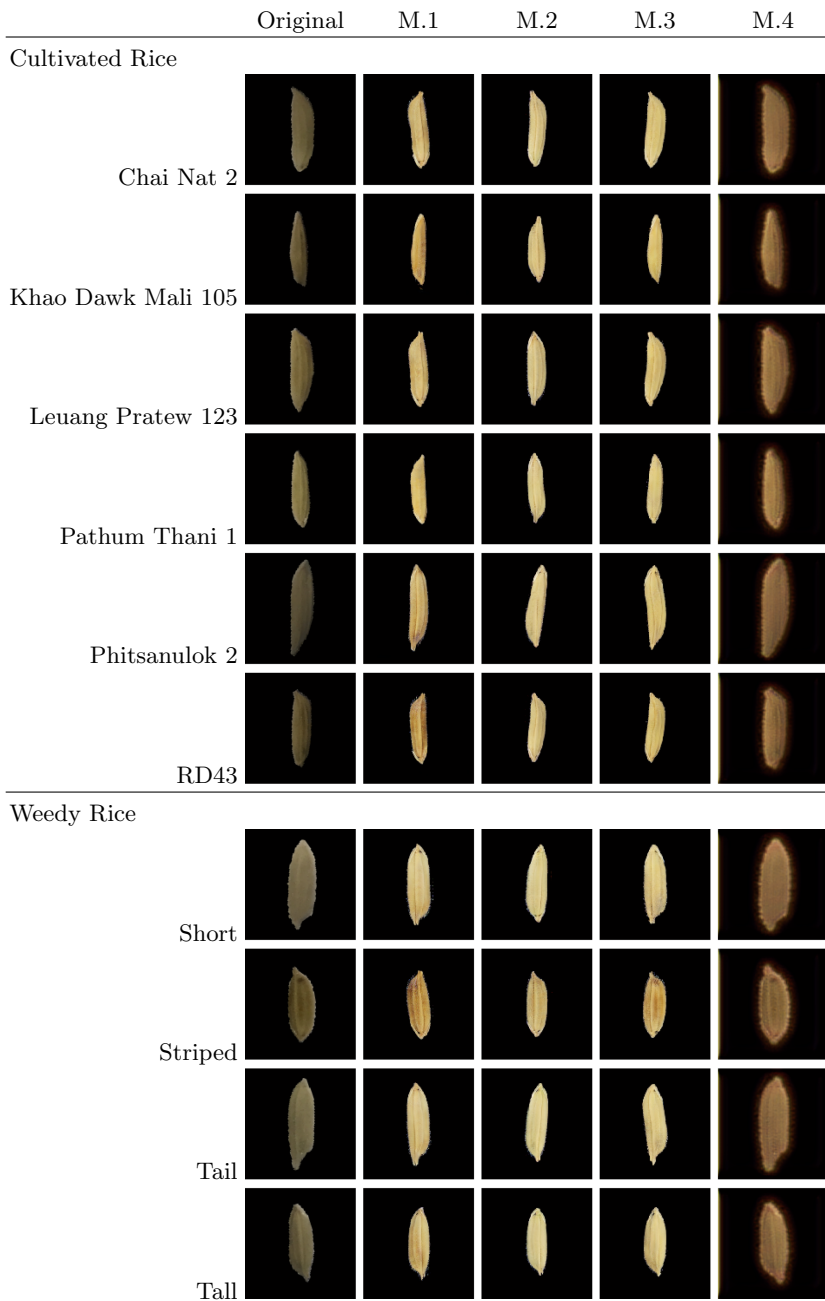 Original M.1 M.2 M.3 M.4
Cultivated Rice
Chai Nat 2
Khao Dawk Mali 105
Leuang Pratew 123
Pathum Thani 1
Phitsanulok 2
RD43
Weedy Rice
Short
Striped
Tail
Tall